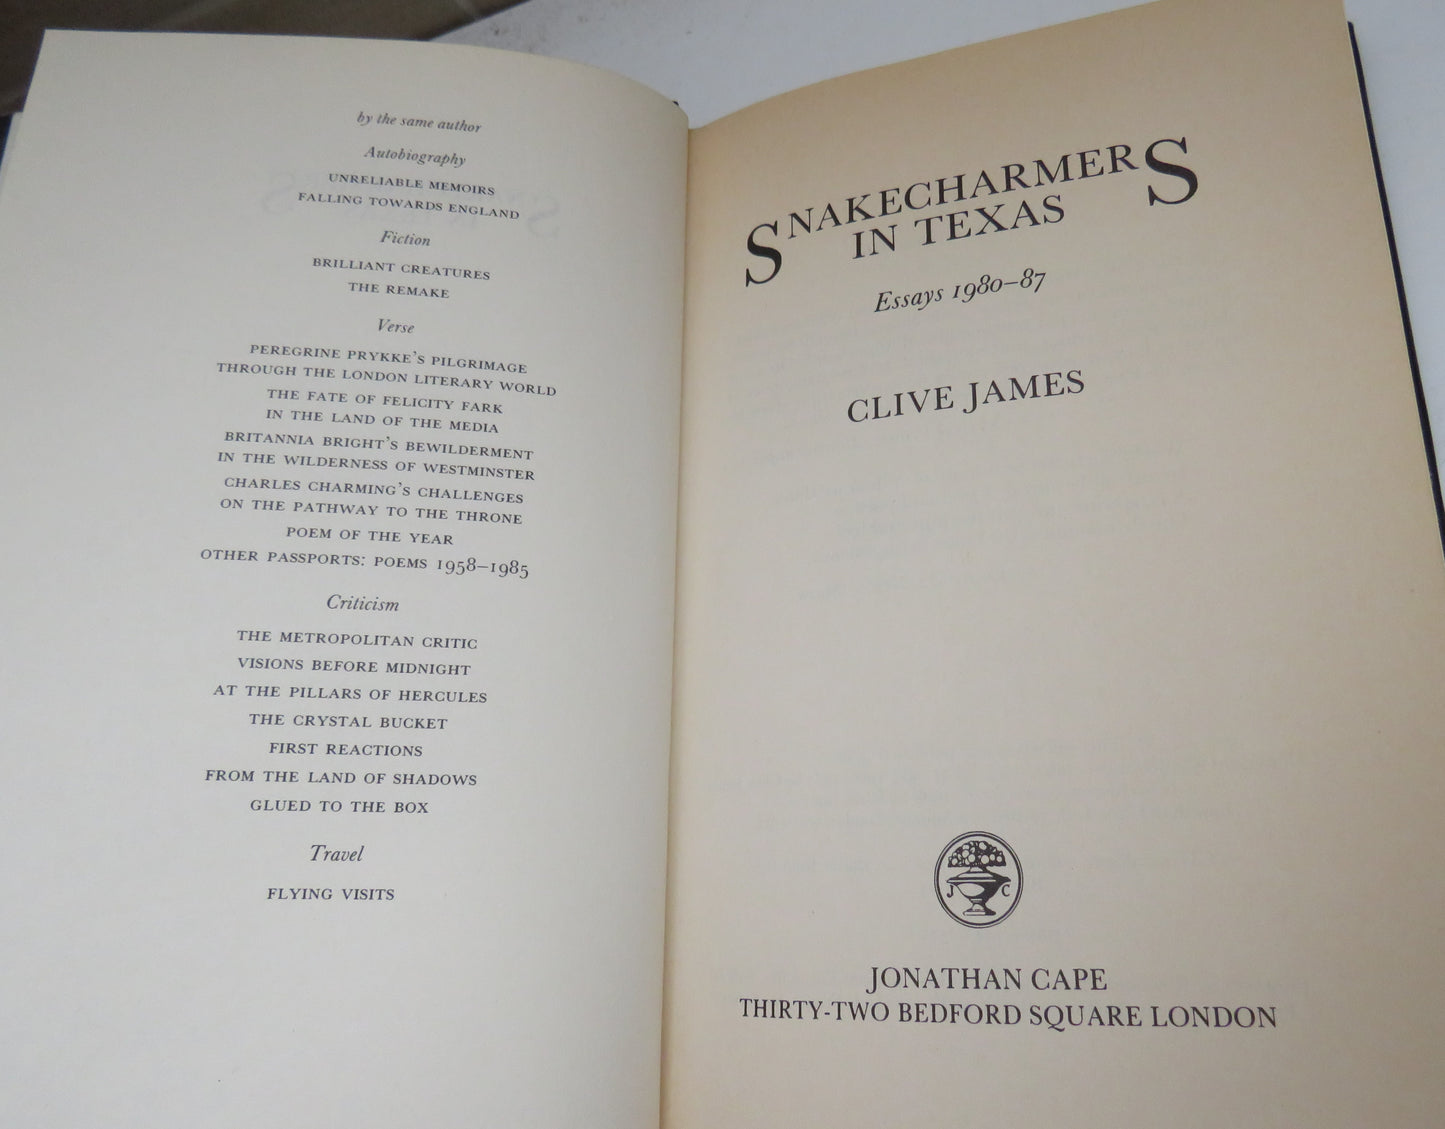 by the same author
Autobiography
UNRELIABLE MEMOIRS
FALLING TOWARDS ENGLAND
Fiction
BRILLIANT CREATURES
THE REMAKE
Verse
PEREGRINE PRYKKE'S PILGRIMAGE
THROUGH THE LONDON LITERARY WORLD
THE FATE OF FELICITY FARK
IN THE LAND OF THE MEDIA
BRITANNIA BRIGHT'S BEWILDERMENT
IN THE WILDERNESS OF WESTMINSTER
CHARLES CHARMING'S CHALLENGES
ON THE PATHWAY TO THE THRONE
POEM OF THE YEAR
OTHER PASSPORTS: POEMS 1958–1985
Criticism
THE METROPOLITAN CRITIC
VISIONS BEFORE MIDNIGHT
AT THE PILLARS OF HERCULES
THE CRYSTAL BUCKET
FIRST REACTIONS
FROM THE LAND OF SHADOWS
GLUED TO THE BOX
Travel
FLYING VISITS
SNAKECHARMERS
IN TEXAS
Essays 1980–87
CLIVE JAMES
J C
JONATHAN CAPE
THIRTY-TWO BEDFORD SQUARE LONDON